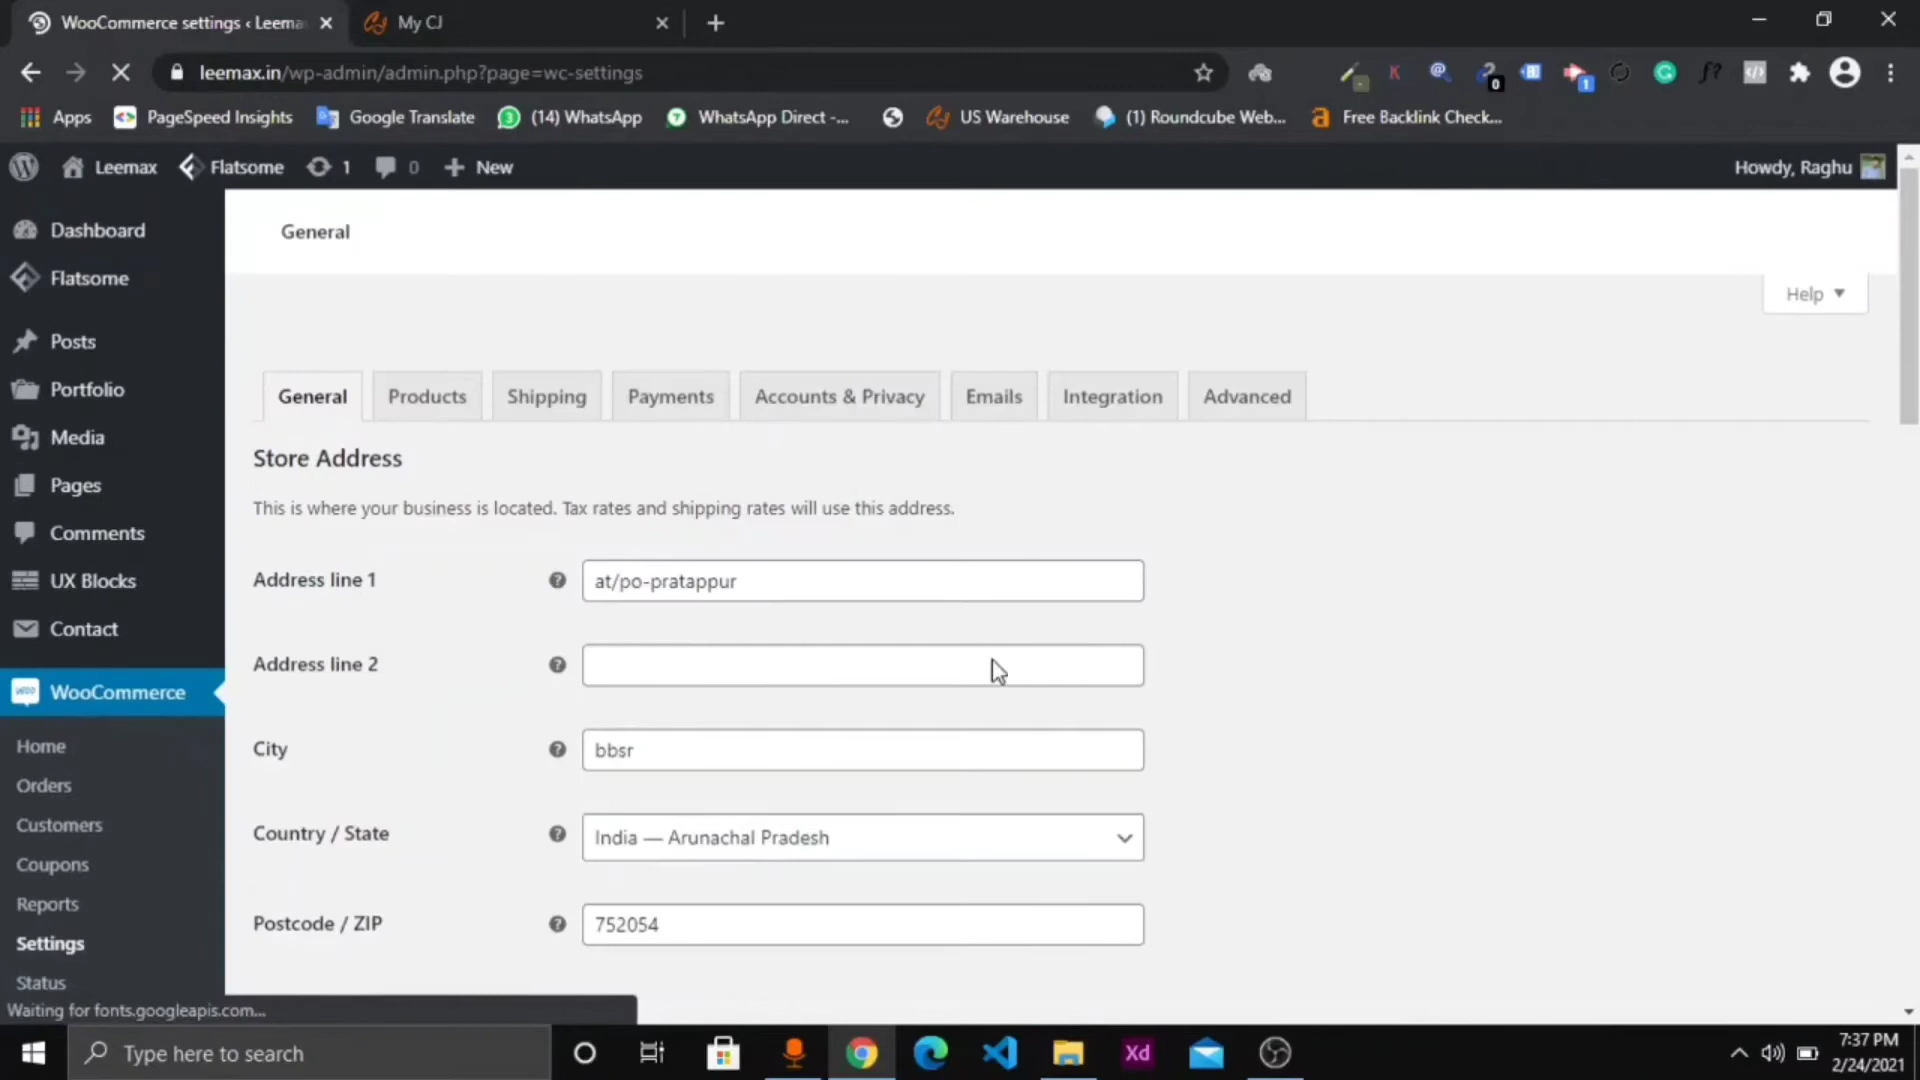 WooCommerce settings ‹ Leema
My CJ
leemax.in/wp-admin/admin.php?page=wc-settings
Apps
PageSpeed Insights
Google Translate
(14) WhatsApp
WhatsApp Direct -...
US Warehouse
(1) Roundcube Web...
Free Backlink Check...
Leemax
Flatsome
1
0
New
Howdy, Raghu
Dashboard
Flatsome
Posts
Portfolio
Media
Pages
Comments
UX Blocks
Contact
WooCommerce
Home
Orders
Customers
Coupons
Reports
Settings
Status
General
Help
General
Products
Shipping
Payments
Accounts & Privacy
Emails
Integration
Advanced
Store Address
This is where your business is located. Tax rates and shipping rates will use this address.
Address line 1
at/po-pratappur
Address line 2
City
bbsr
Country / State
India — Arunachal Pradesh
Postcode / ZIP
752054
Waiting for fonts.googleapis.com...
Type here to search
Xd
7:37 PM
2/24/2021